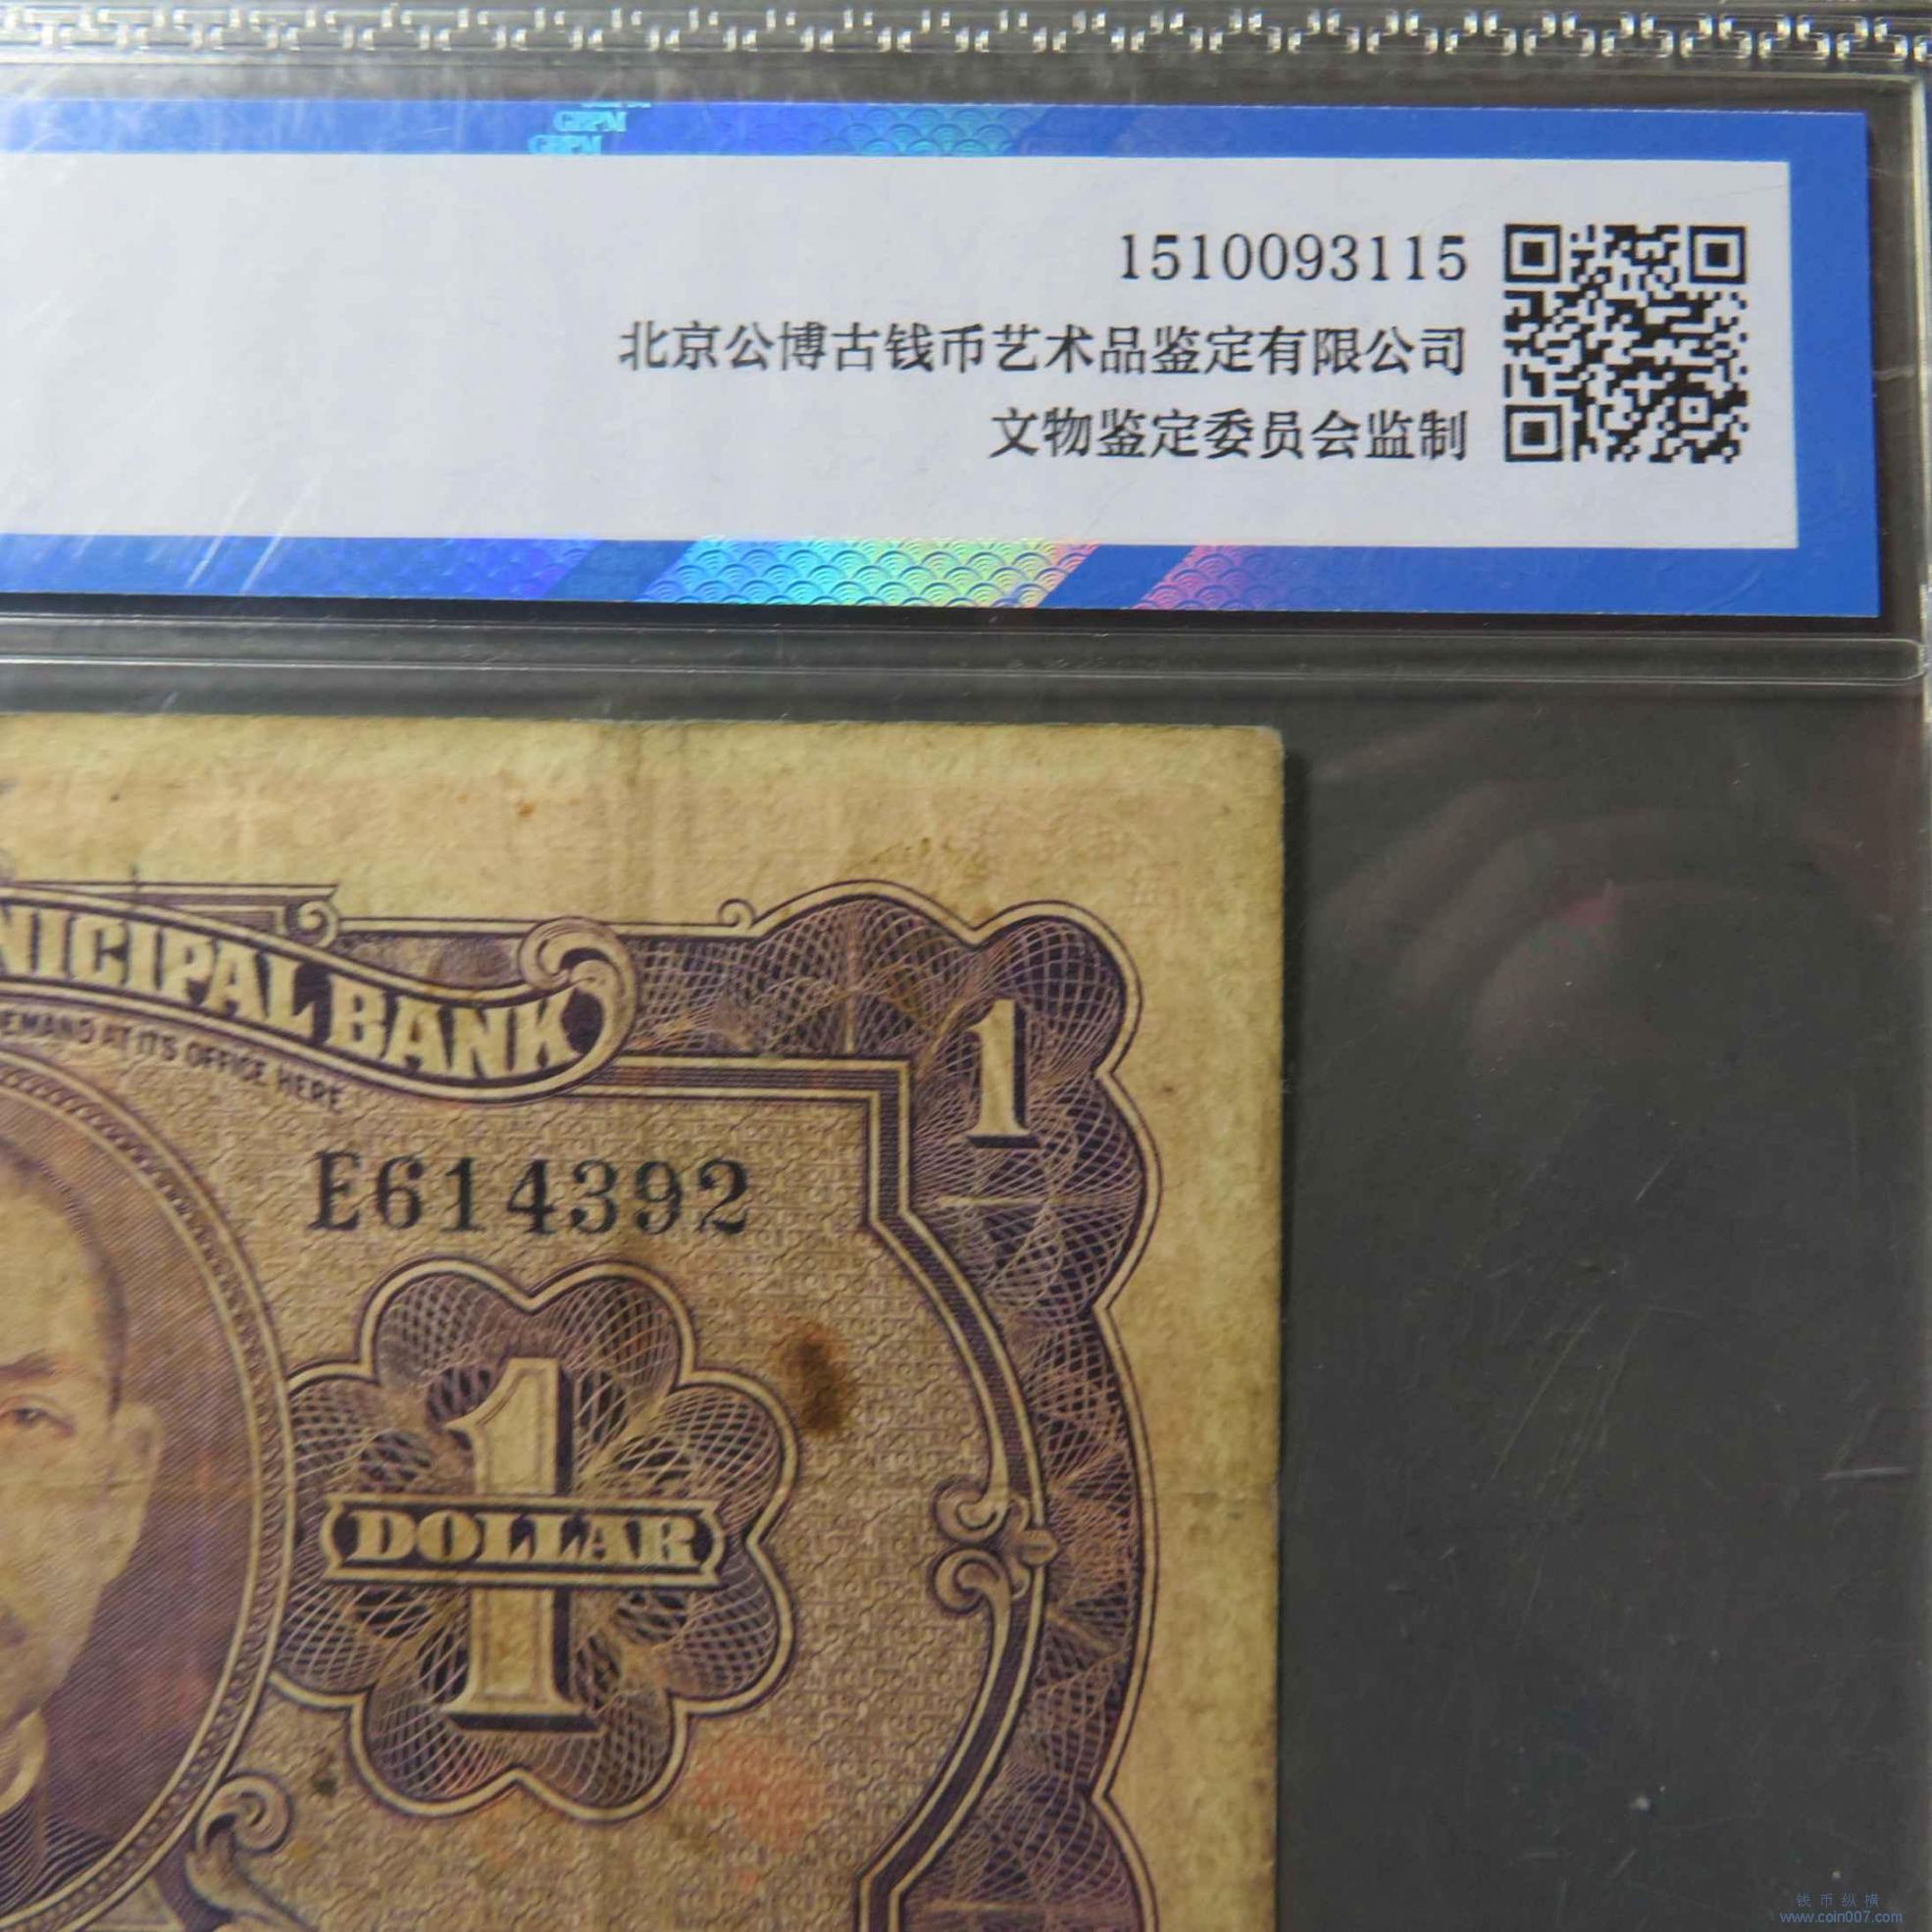 GBPM
GBPM
1510093115
北京公博古钱币艺术品鉴定有限公司
文物鉴定委员会监制
NICIPAL BANK
EMAND AT ITS OFFICE HERE
1
E614392
1
DOLLAR
钱币纵横
www.coin007.com